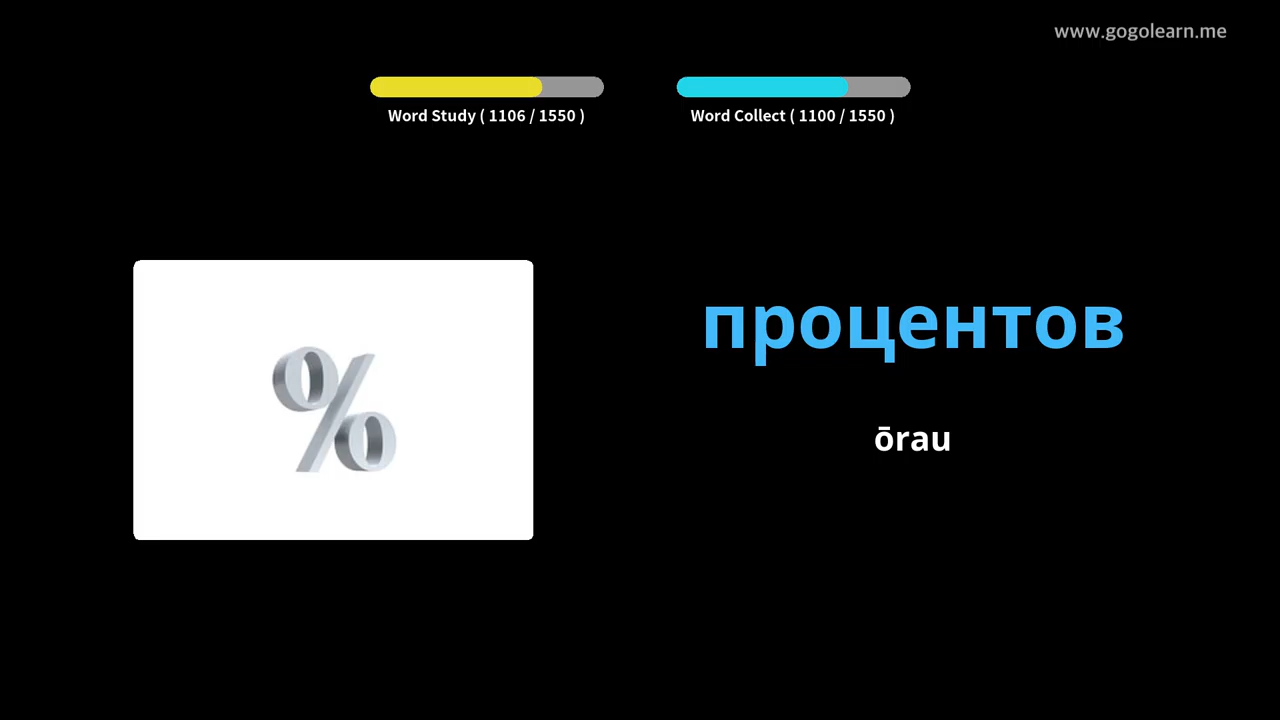 www.gogolearn.me
Word Study ( 1106 / 1550 )
Word Collect ( 1100 / 1550 )
%
процентов
ōrau